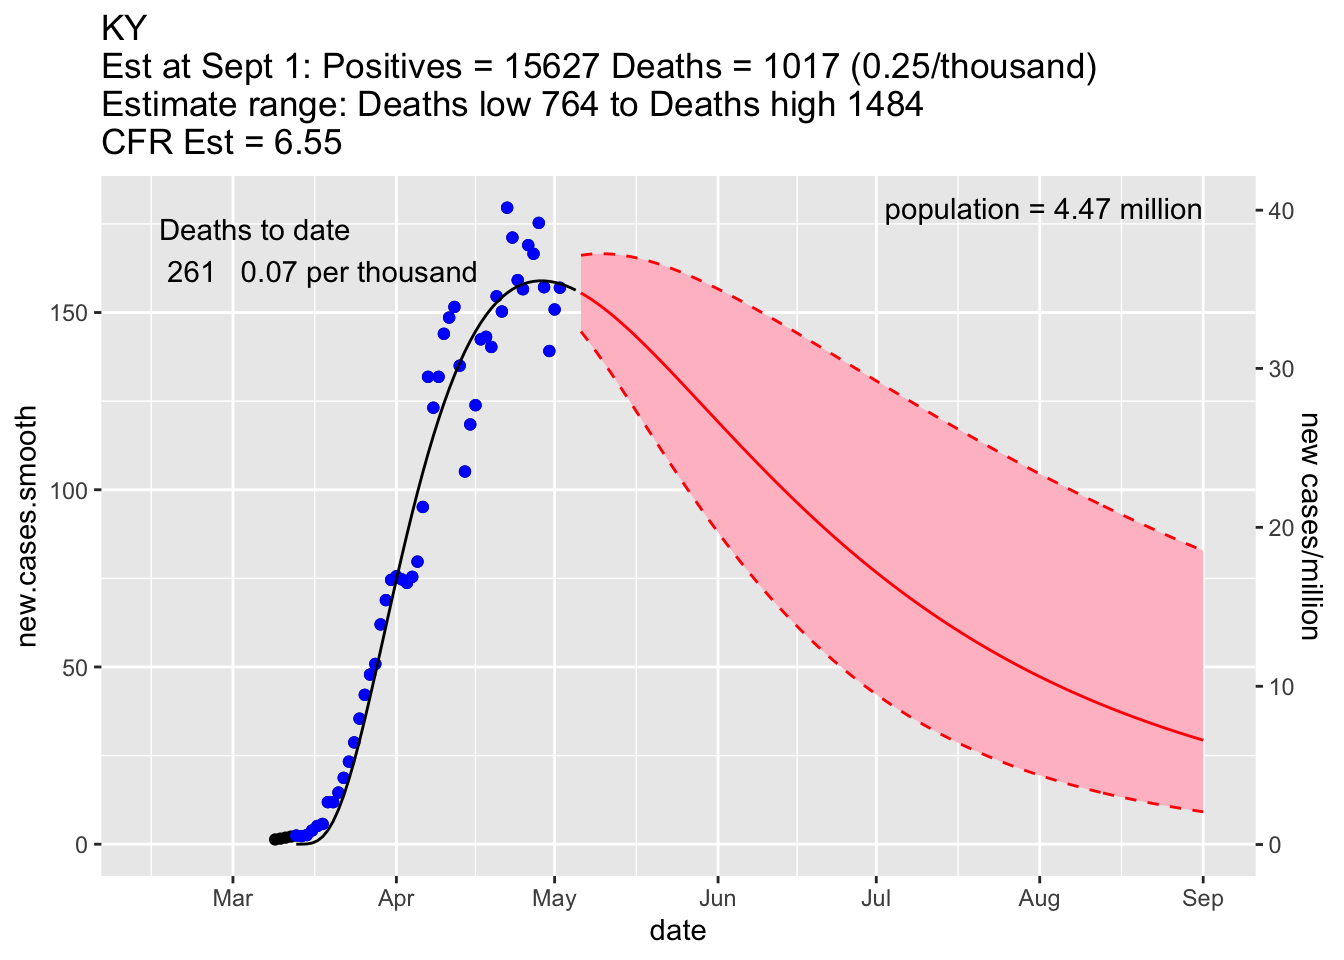 KY
Est at Sept 1: Positives = 15627 Deaths = 1017 (0.25/thousand)
Estimate range: Deaths low 764 to Deaths high 1484
CFR Est = 6.55
population = 4.47 million
Deaths to date
261 0.07 per thousand
new.cases.smooth
150
100
50
0
40
30
20
10
0
new cases/million
Mar Apr May Jun Jul Aug Sep
date